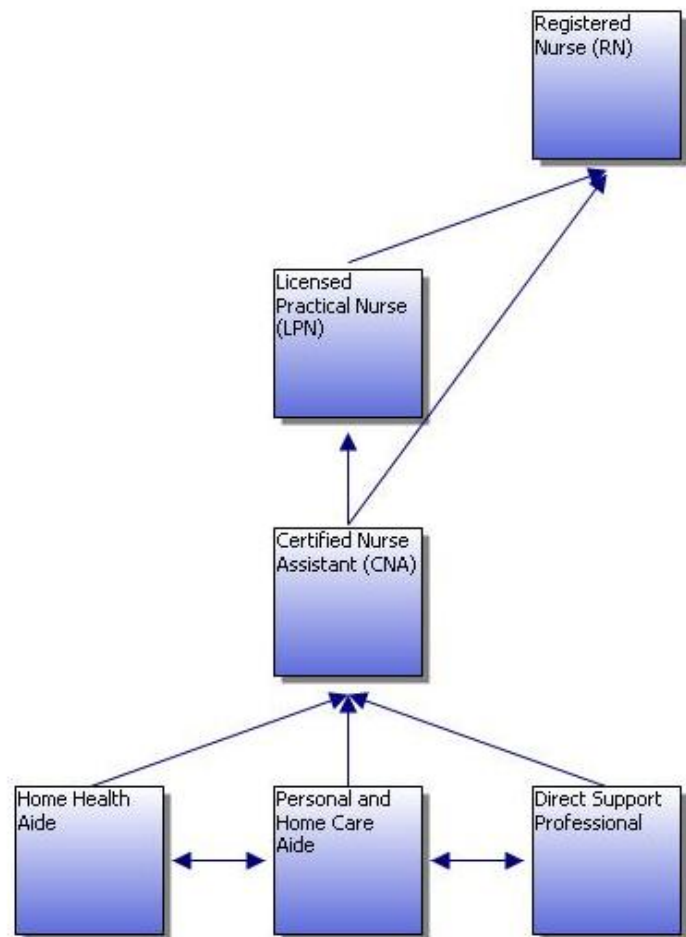 Registered
Nurse (RN)
Licensed
Practical Nurse
(LPN)
Certified Nurse
Assistant (CNA)
Home Health
Aide
Personal and
Home Care
Aide
Direct Support
Professional